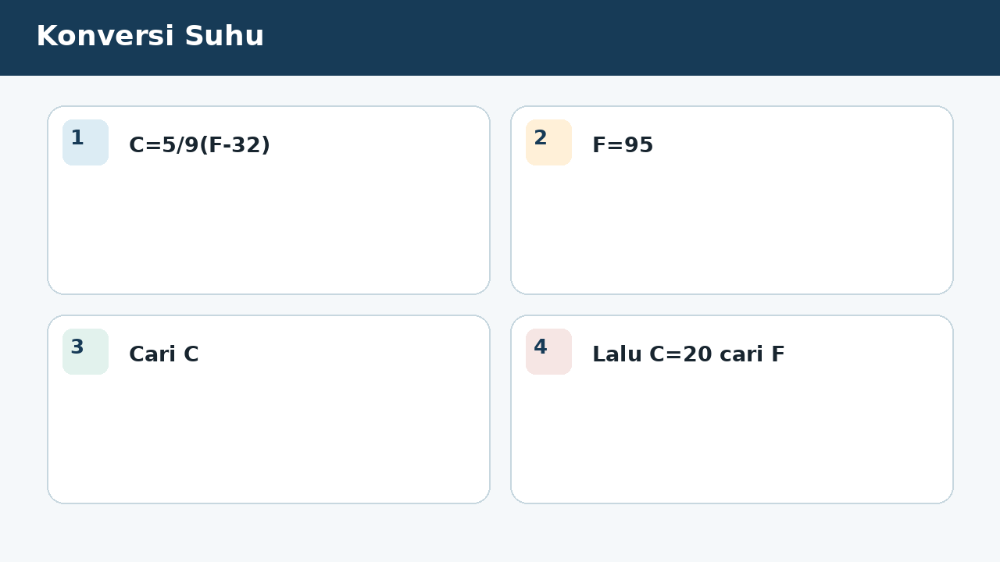 Konversi Suhu
1
C=5/9(F-32)
2
F=95
3
Cari C
4
Lalu C=20 cari F